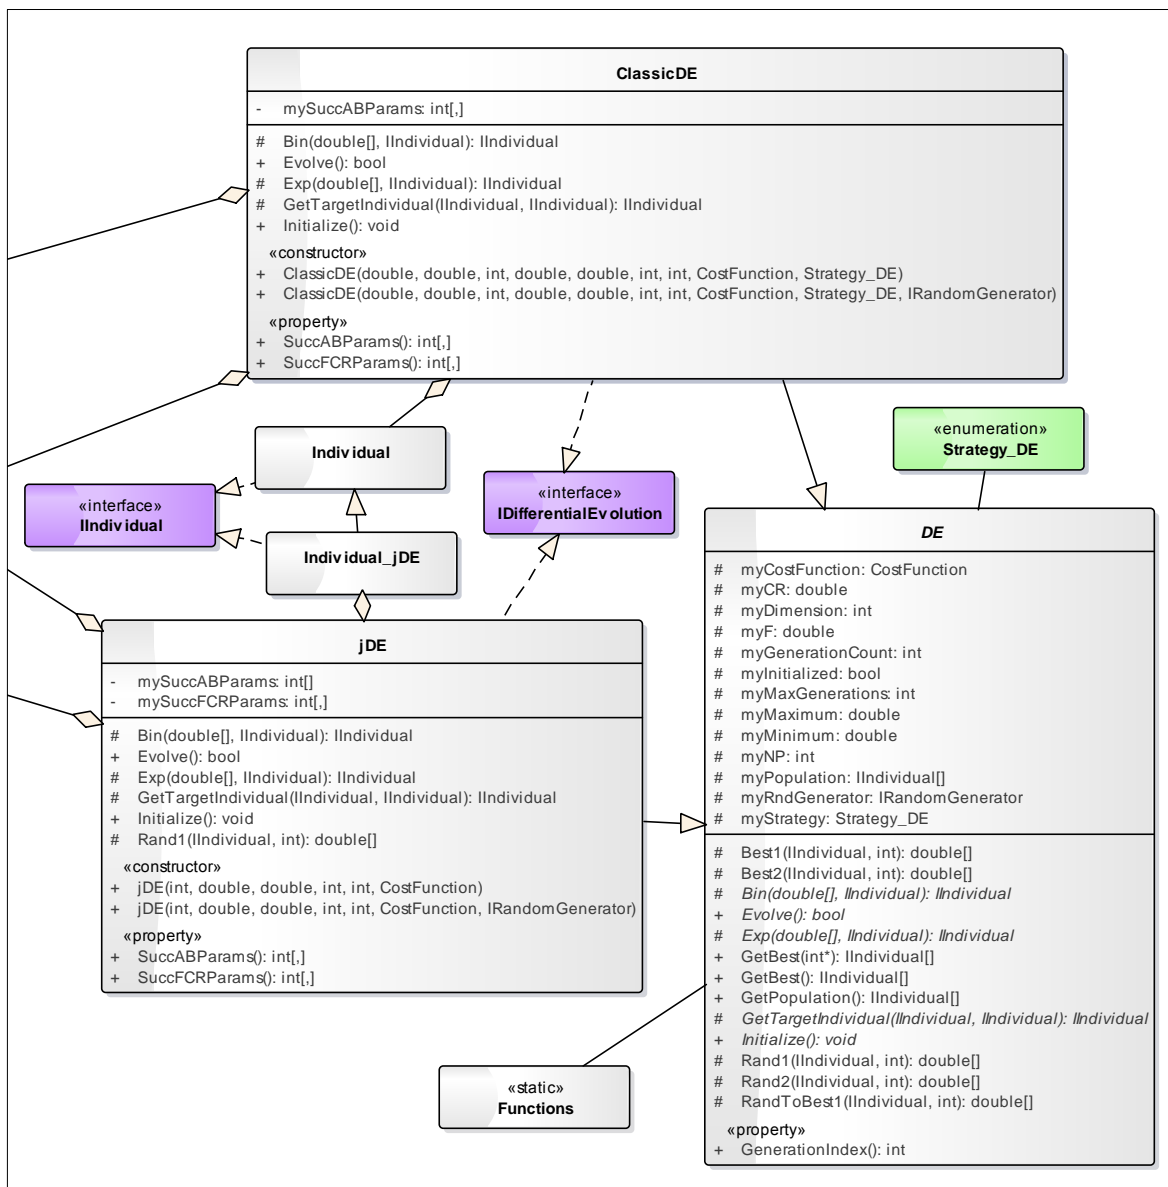 ClassicDE
- mySuccABParams: int[,]
# Bin(double[], IIndividual): IIndividual
+ Evolve(): bool
# Exp(double[], IIndividual): IIndividual
# GetTargetIndividual(IIndividual, IIndividual): IIndividual
+ Initialize(): void
«constructor»
+ ClassicDE(double, double, int, double, double, int, int, CostFunction, Strategy_DE)
+ ClassicDE(double, double, int, double, double, int, int, CostFunction, Strategy_DE, IRandomGenerator)
«property»
+ SuccABParams(): int[,]
+ SuccFCRParams(): int[,]
Individual
«interface»
IIndividual
Individual_jDE
«interface»
IDifferentialEvolution
«enumeration»
Strategy_DE
jDE
- mySuccABParams: int[]
- mySuccFCRParams: int[,]
# Bin(double[], IIndividual): IIndividual
+ Evolve(): bool
# Exp(double[], IIndividual): IIndividual
# GetTargetIndividual(IIndividual, IIndividual): IIndividual
+ Initialize(): void
# Rand1(IIndividual, int): double[]
«constructor»
+ jDE(int, double, double, int, int, CostFunction)
+ jDE(int, double, double, int, int, CostFunction, IRandomGenerator)
«property»
+ SuccABParams(): int[,]
+ SuccFCRParams(): int[,]
DE
# myCostFunction: CostFunction
# myCR: double
# myDimension: int
# myF: double
# myGenerationCount: int
# myInitialized: bool
# myMaxGenerations: int
# myMaximum: double
# myMinimum: double
# myNP: int
# myPopulation: IIndividual[]
# myRndGenerator: IRandomGenerator
# myStrategy: Strategy_DE
# Best1(IIndividual, int): double[]
# Best2(IIndividual, int): double[]
# Bin(double[], IIndividual): IIndividual
+ Evolve(): bool
# Exp(double[], IIndividual): IIndividual
+ GetBest(int*): IIndividual[]
+ GetBest(): IIndividual[]
+ GetPopulation(): IIndividual[]
# GetTargetIndividual(IIndividual, IIndividual): IIndividual
+ Initialize(): void
# Rand1(IIndividual, int): double[]
# Rand2(IIndividual, int): double[]
# RandToBest1(IIndividual, int): double[]
«property»
+ GenerationIndex(): int
«static»
Functions